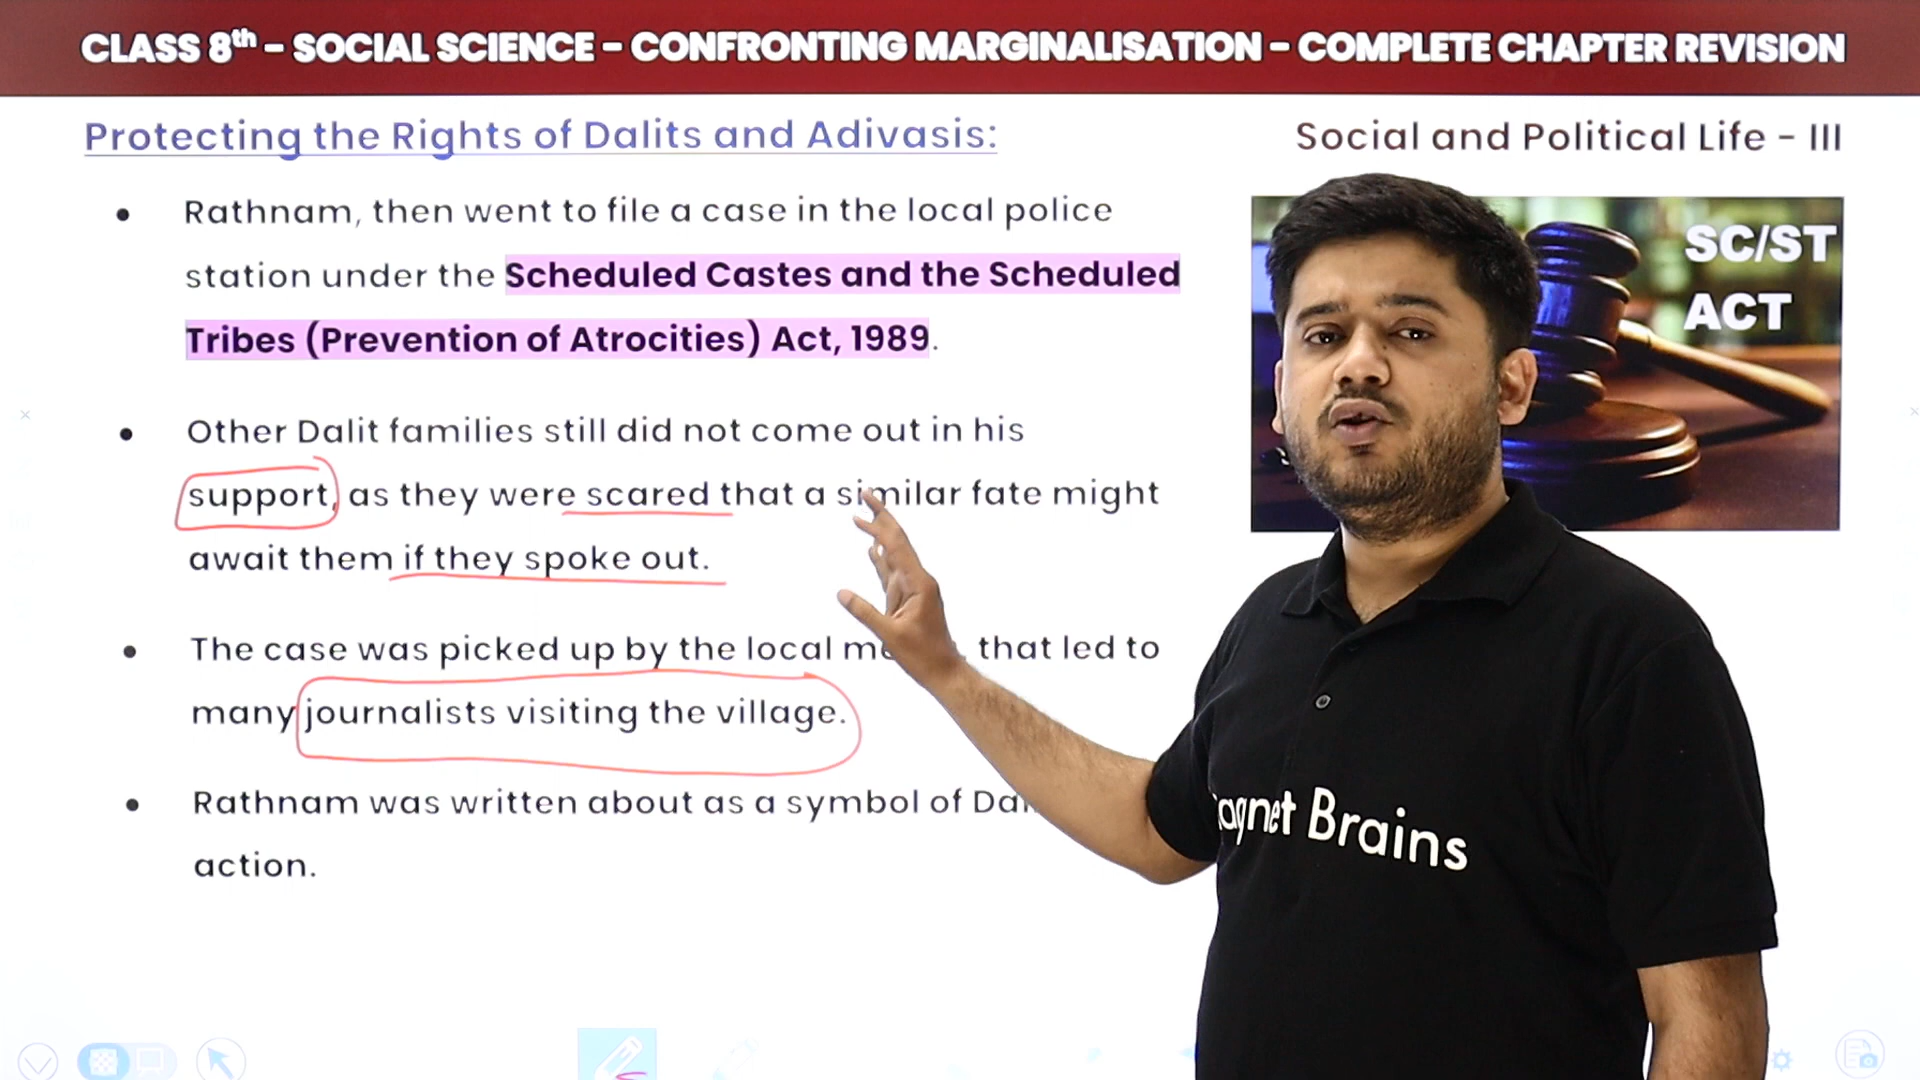 CLASS 8th – SOCIAL SCIENCE – CONFRONTING MARGINALISATION – COMPLETE CHAPTER REVISION
Protecting the Rights of Dalits and Adivasis:
Social and Political Life – III
• Rathnam, then went to file a case in the local police
station under the Scheduled Castes and the Scheduled
Tribes (Prevention of Atrocities) Act, 1989.
SC/ST
ACT
• Other Dalit families still did not come out in his
support, as they were scared that a similar fate might
await them if they spoke out.
• The case was picked up by the local that led to
many journalists visiting the village.
• Rathnam was written about as a symbol of
action.
Brains